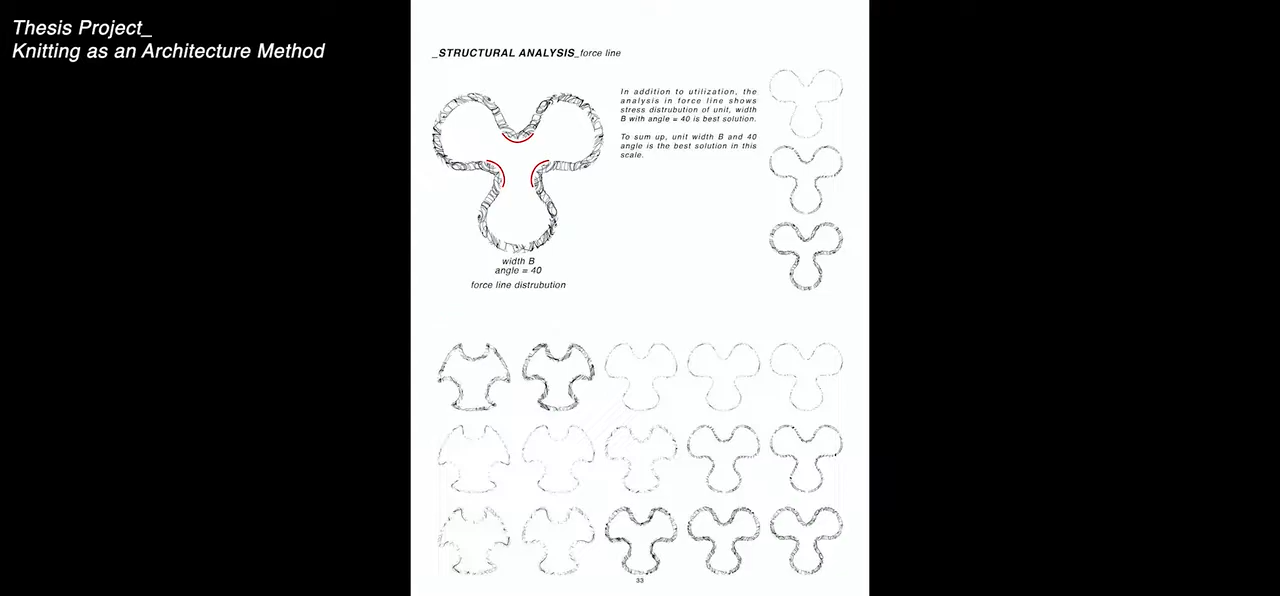 Thesis Project_
Knitting as an Architecture Method
_STRUCTURAL ANALYSIS_force line
In addition to utilization, the
analysis in force line shows
stress distrubution of unit, width
B with angle = 40 is best solution.
To sum up, unit width B and 40
angle is the best solution in this
scale.
width B
angle = 40
force line distrubution
33